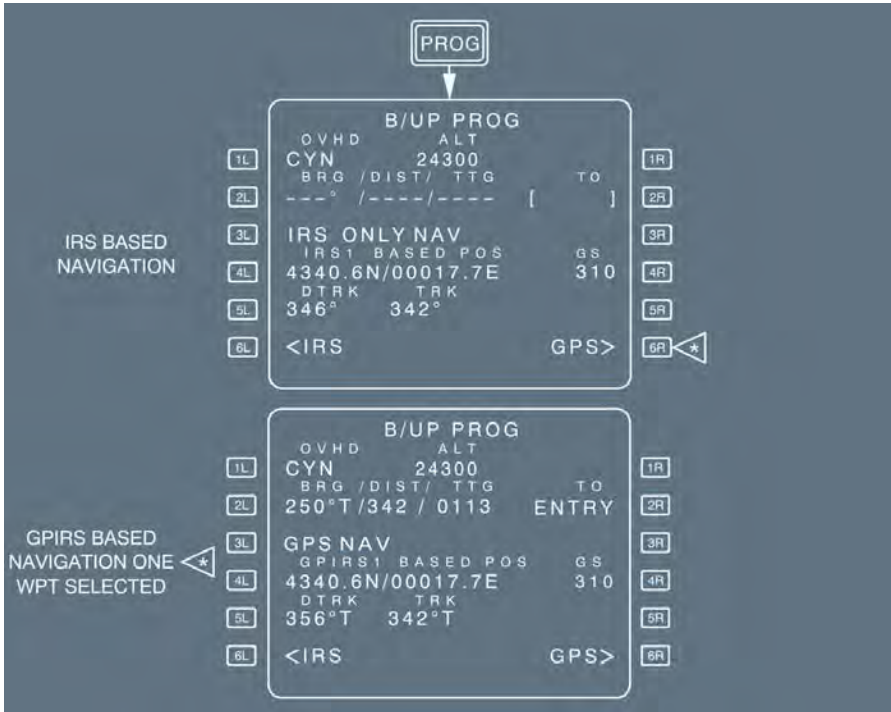 PROG
B/UP PROG
OVHD ALT
1L CYN 24300 1R
BRG /DIST/ TTG TO
2L ---° /----/---- [ ] 2R
IRS BASED NAVIGATION
3L IRS ONLY NAV 3R
IRS1 BASED POS GS
4L 4340.6N/00017.7E 310 4R
DTRK TRK
5L 346° 342° 5R
6L <IRS GPS> 6R *
B/UP PROG
OVHD ALT
1L CYN 24300 1R
BRG /DIST/ TTG TO
2L 250°T/342 / 0113 ENTRY 2R
GPIRS BASED
NAVIGATION ONE *
WPT SELECTED
3L GPS NAV 3R
GPIRS1 BASED POS GS
4L 4340.6N/00017.7E 310 4R
DTRK TRK
5L 356°T 342°T 5R
6L <IRS GPS> 6R